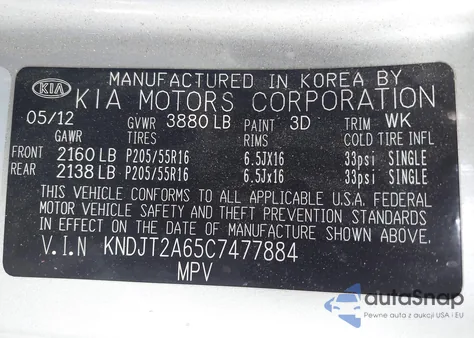 KIA
MANUFACTURED IN KOREA BY
KIA MOTORS CORPORATION
05/12 GVWR 3880 LB PAINT 3D TRIM WK
GAWR TIRES RIMS COLD TIRE INFL
FRONT 2160 LB P205/55R16 6.5JX16 33psi SINGLE
REAR 2138 LB P205/55R16 6.5Jx16 33psi SINGLE
THIS VEHICLE CONFORMS TO ALL APPLICABLE U.S.A. FEDERAL
MOTOR VEHICLE SAFETY AND THEFT PREVENTION STANDARDS
IN EFFECT ON THE DATE OF MANUFACTURE SHOWN ABOVE.
V.I.N KNDJT2A65C7477884
MPV
autoSnap
Pewne auta z USA i EU